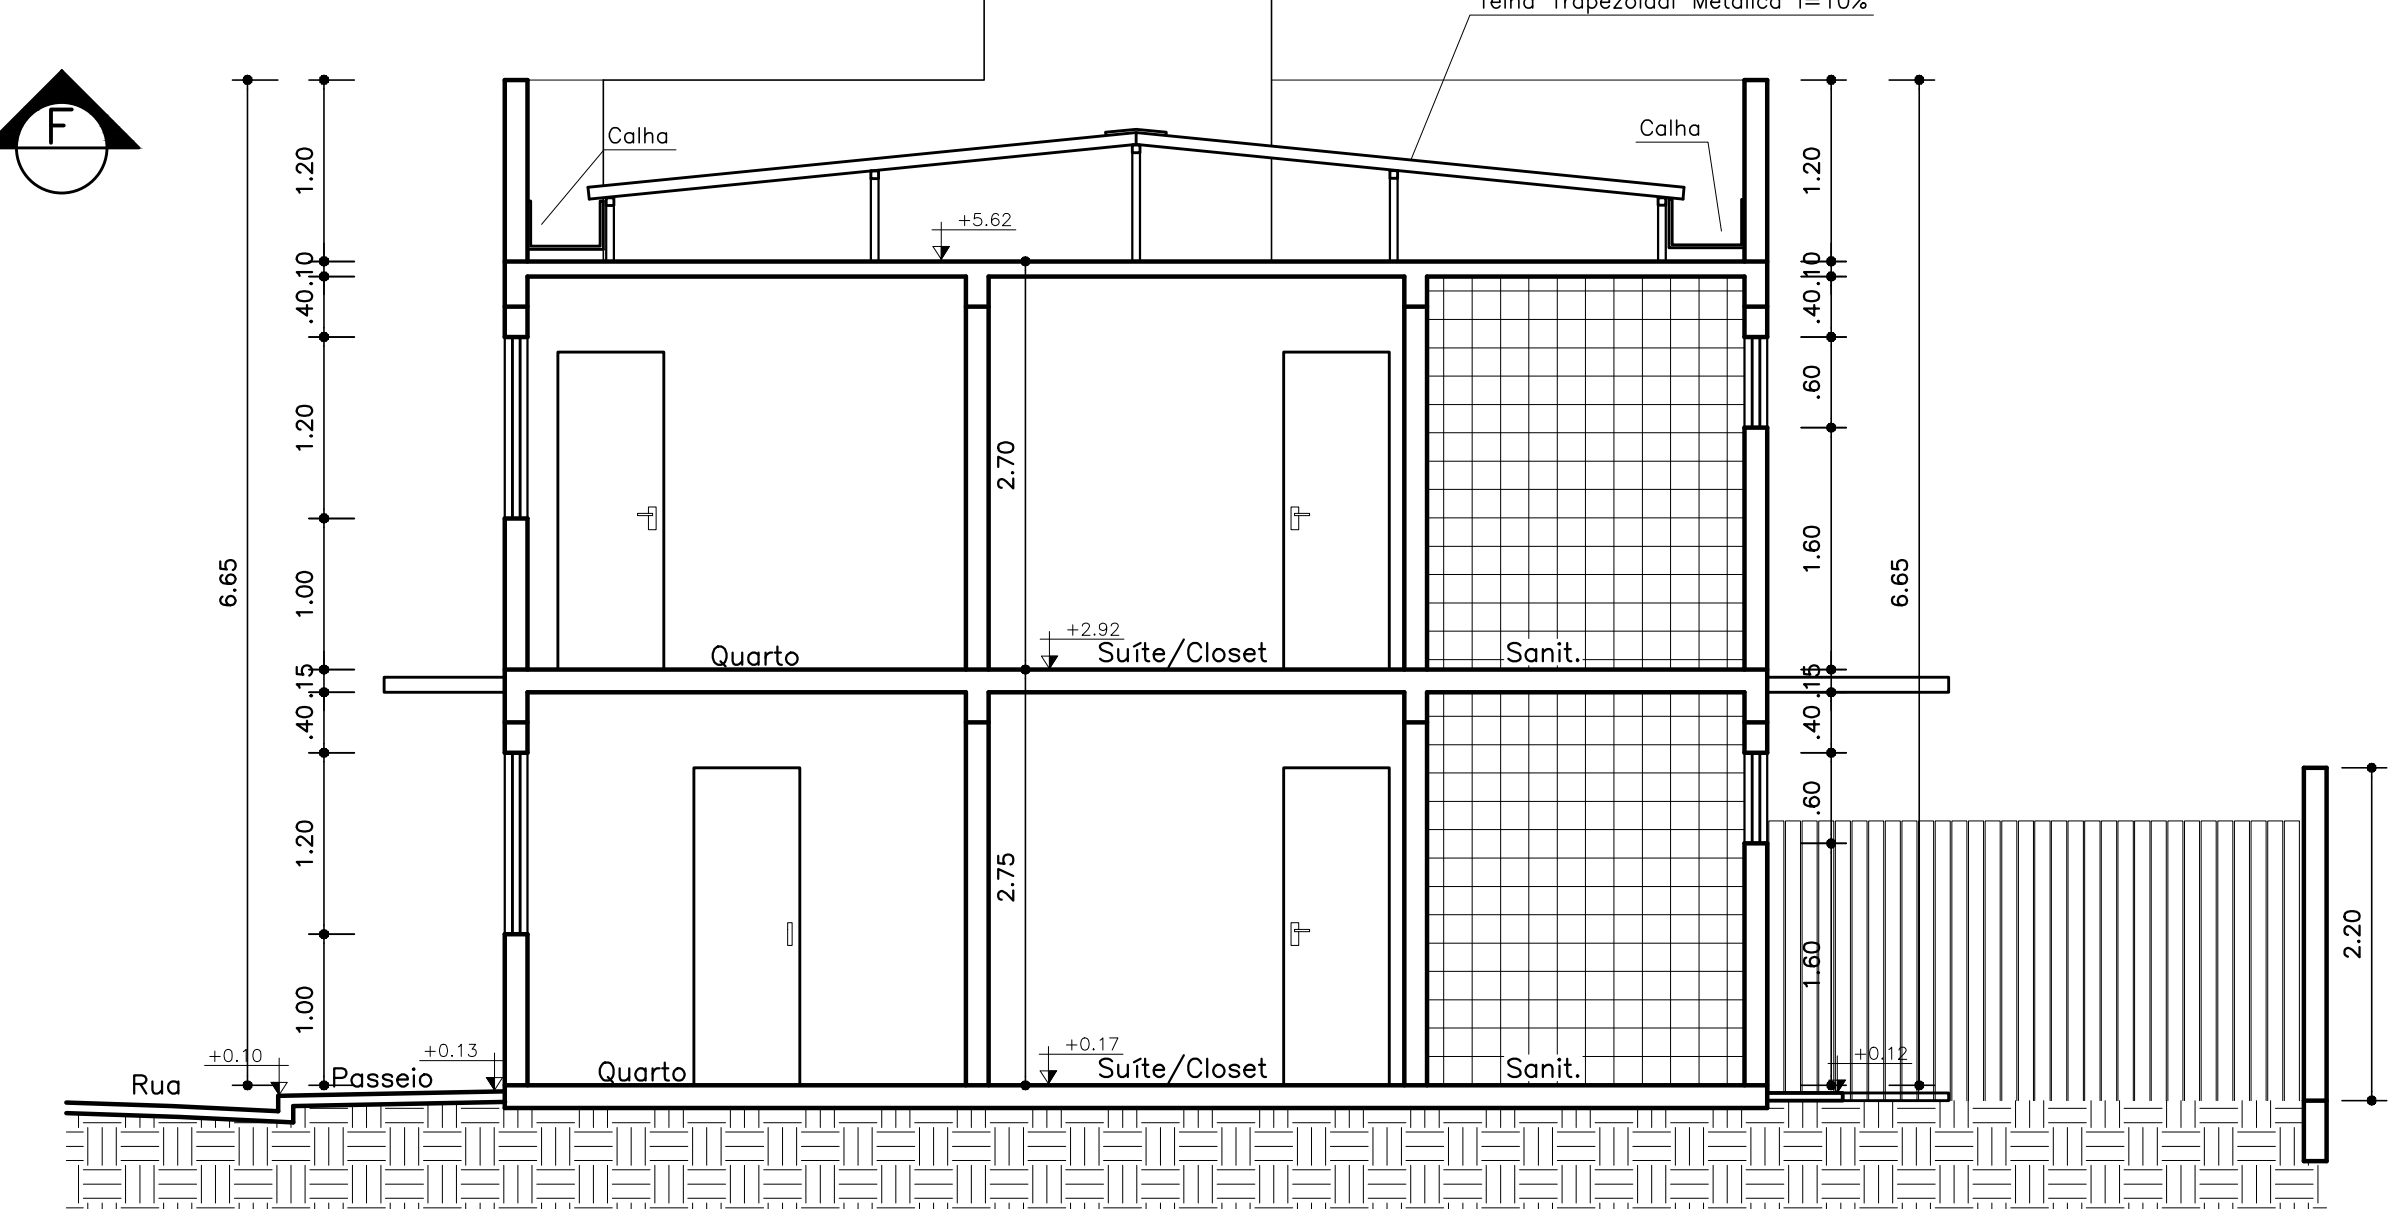 Telha Trapezoidal Metálica i=10%
F
Calha
Calha
1.20
1.20
+5.62
.10
.10
.40
.40
.60
1.20
2.70
1.60
6.65
1.00
6.65
+2.92
Quarto
Suíte/Closet
Sanit.
.15
.15
.40
.40
.60
1.20
2.75
2.20
1.60
1.00
+0.10
+0.13
+0.17
+0.12
Rua
Passeio
Quarto
Suíte/Closet
Sanit.